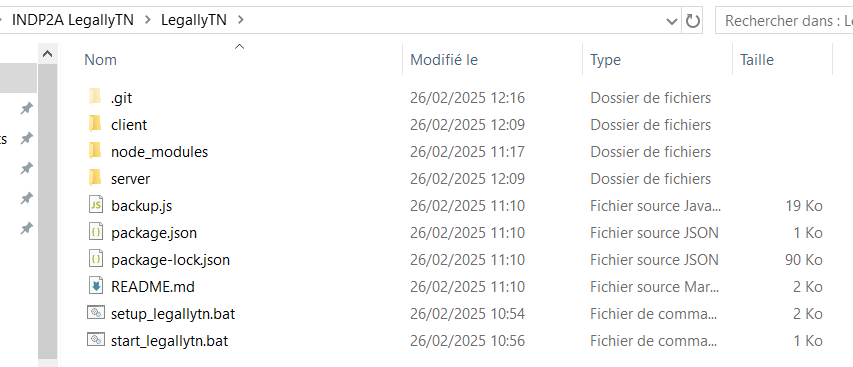 INDP2A LegallyTN > LegallyTN > Rechercher dans : Le
Nom Modifié le Type Taille
.git 26/02/2025 12:16 Dossier de fichiers
client 26/02/2025 12:09 Dossier de fichiers
node_modules 26/02/2025 11:17 Dossier de fichiers
server 26/02/2025 12:09 Dossier de fichiers
backup.js 26/02/2025 11:10 Fichier source Java... 19 Ko
package.json 26/02/2025 11:10 Fichier source JSON 1 Ko
package-lock.json 26/02/2025 11:10 Fichier source JSON 90 Ko
README.md 26/02/2025 11:10 Fichier source Mar... 2 Ko
setup_legallytn.bat 26/02/2025 10:54 Fichier de comma... 2 Ko
start_legallytn.bat 26/02/2025 10:56 Fichier de comma... 1 Ko